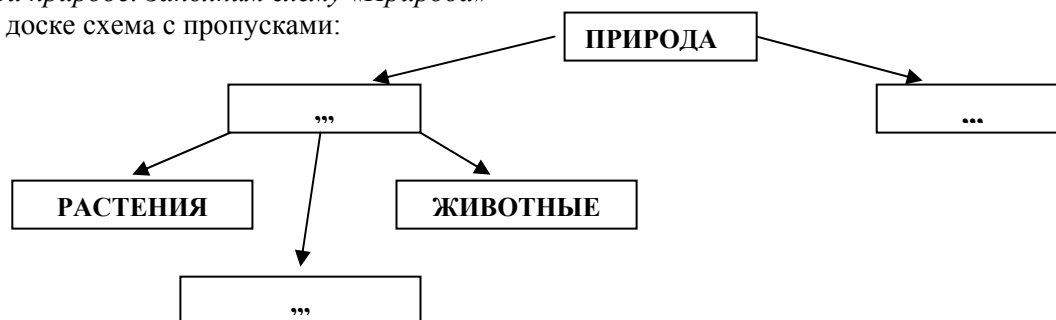 природе. Заполним схему «Природа»
доске схема с пропусками:
ПРИРОДА
,,,
...
РАСТЕНИЯ
ЖИВОТНЫЕ
,,,